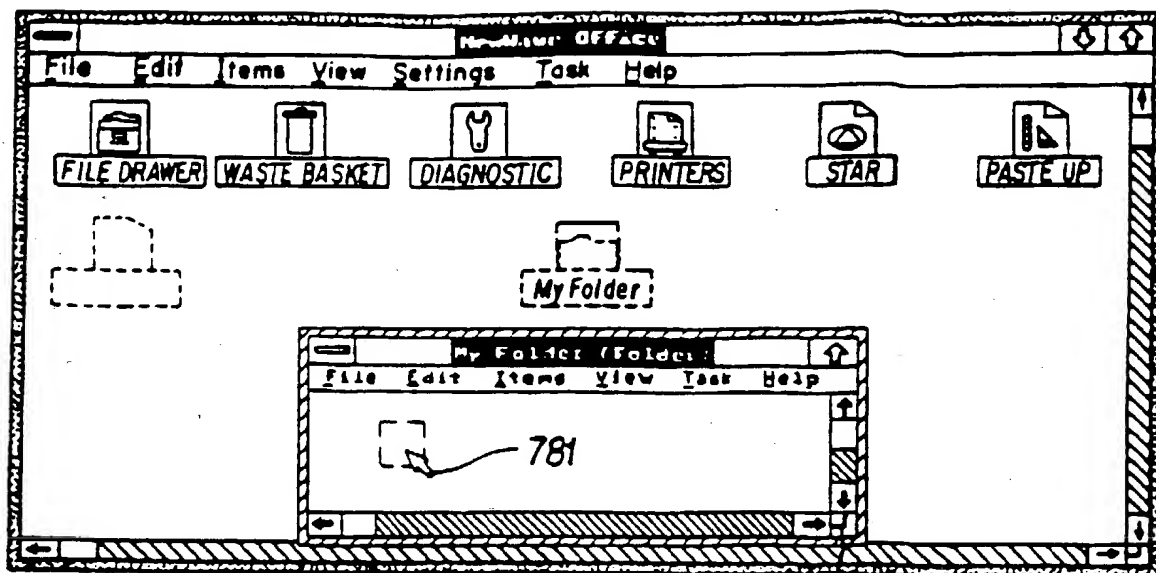 NewWave OFFice
File Edit Items View Settings Task Help
FILE DRAWER WASTE BASKET DIAGNOSTIC PRINTERS STAR PASTE UP
My Folder
My Folder (Folder)
File Edit Items View Task Help
781